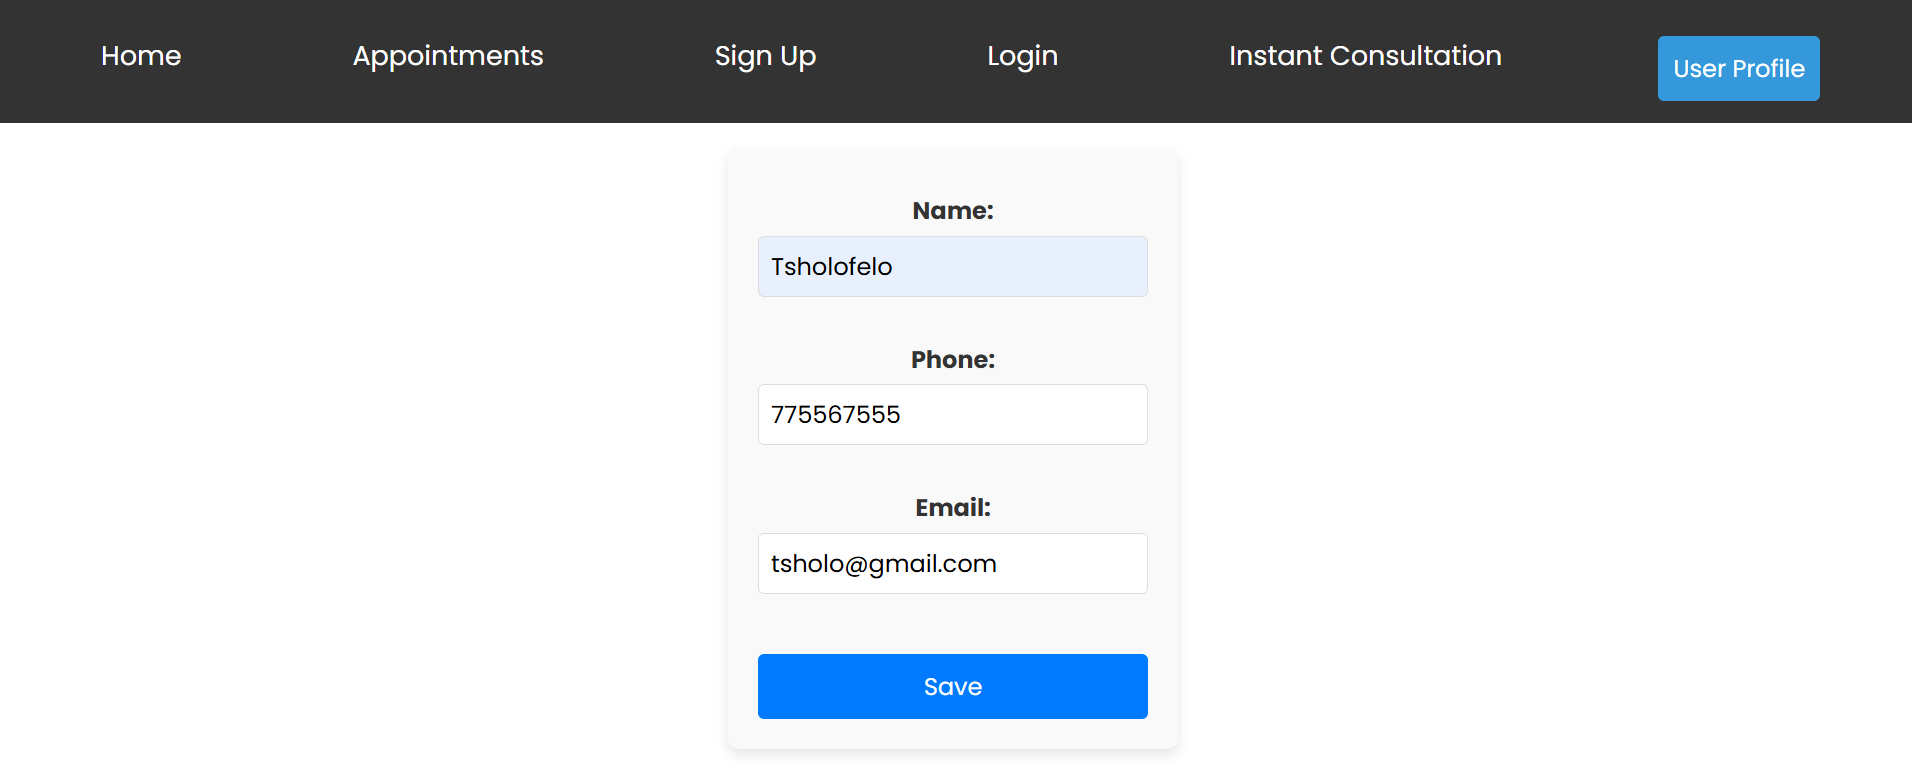 Home Appointments Sign Up Login Instant Consultation User Profile
Name:
Tsholofelo
Phone:
775567555
Email:
tsholo@gmail.com
Save